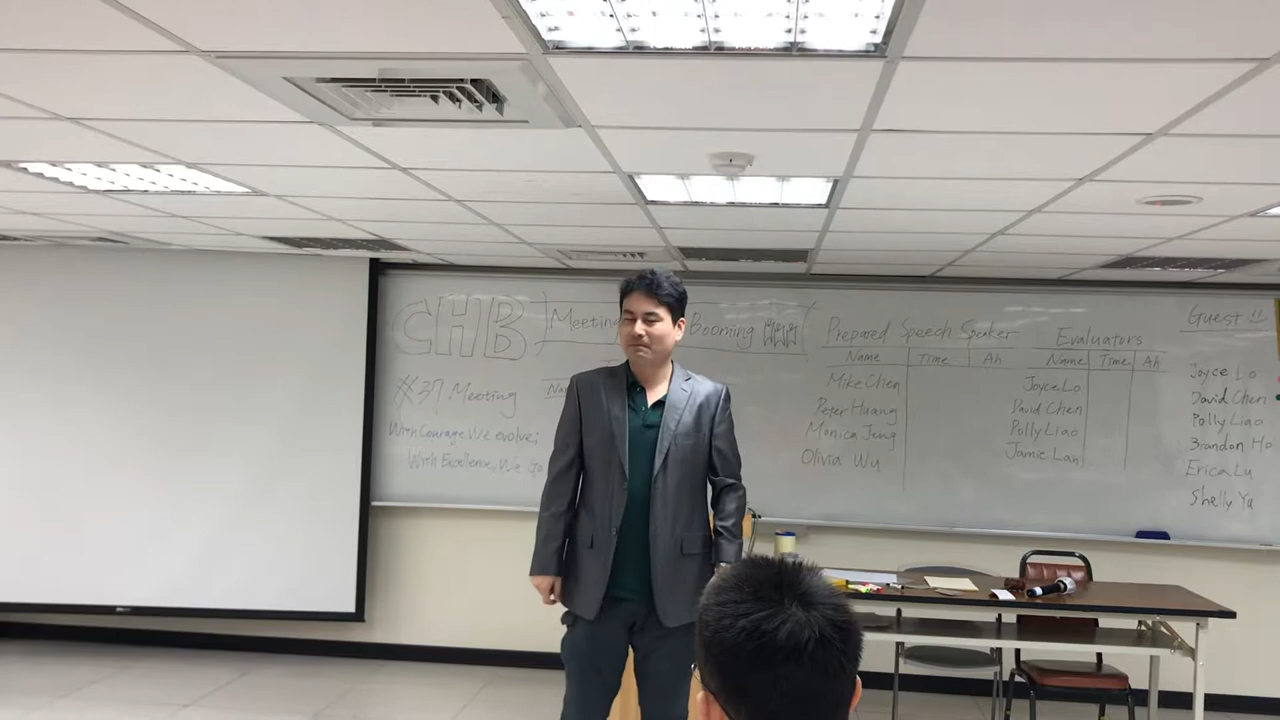 CHB
Meeting Booming
#37 Meeting
With Courage We evolve;
With Excellence, We go
Prepared Speech Speaker
Name Time Ah
Mike Chen
Peter Huang
Monica Jeng
Olivia Wu
Evaluators
Name Time Ah
Joyce Lo
David Chen
Polly Liao
Jamie Lan
Guest
Joyce Lo
David Chen
Polly Liao
Brandon Ho
Erica Lu
Shelly Yu